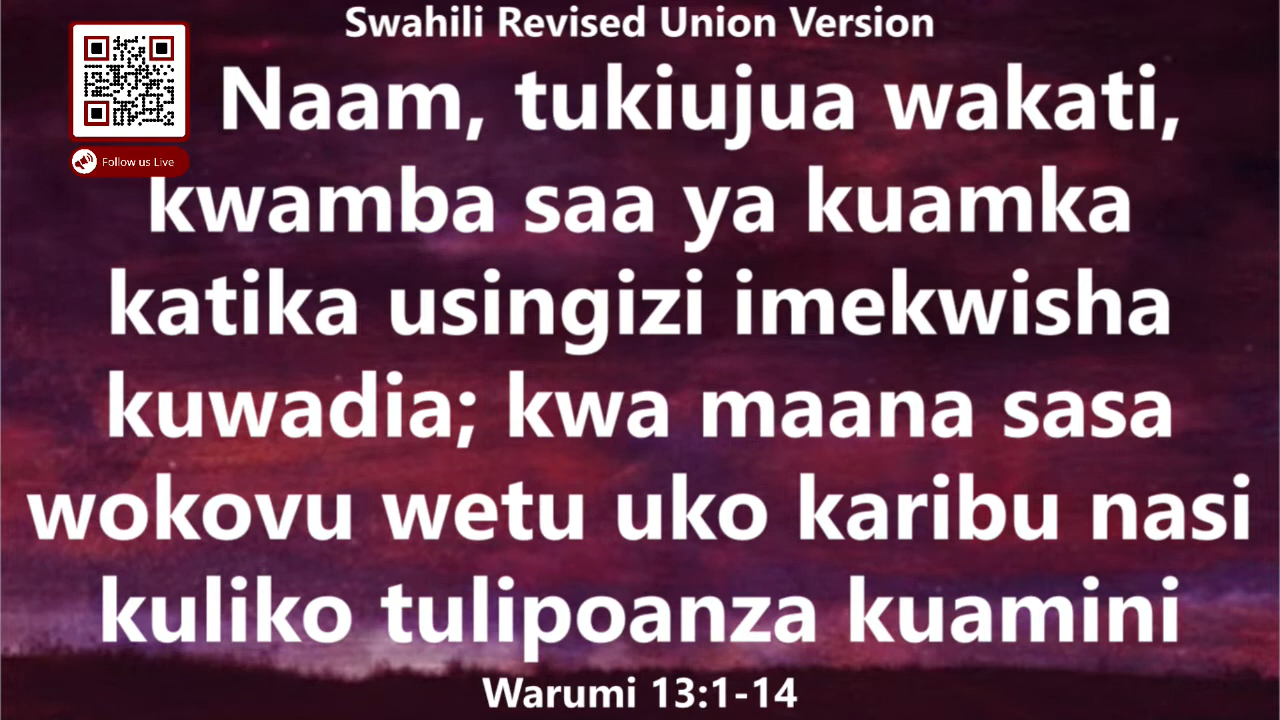 Swahili Revised Union Version
Naam, tukiujua wakati,
Follow us Live
kwamba saa ya kuamka
katika usingizi imekwisha
kuwadia; kwa maana sasa
wokovu wetu uko karibu nasi
kuliko tulipoanza kuamini
Warumi 13:1-14